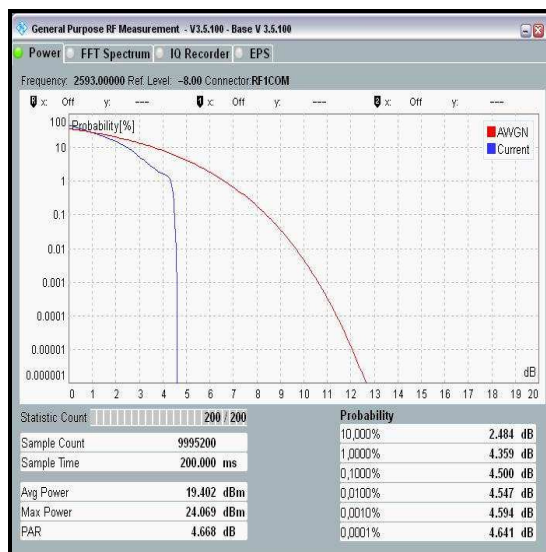 General Purpose RF Measurement - V3.5.100 - Base V 3.5.100
Power FFT Spectrum IQ Recorder EPS
Frequency: 2593.00000 Ref. Level: -8.00 Connector:RF1COM
x: Off y: --- 1 x: Off y: --- 2 x: Off y: ---
Probability[%]
AWGN
Current
100
10
1
0.1
0.01
0.001
0.0001
0.00001
0.000001
dB
0 1 2 3 4 5 6 7 8 9 10 11 12 13 14 15 16 17 18 19 20
Statistic Count 200 / 200
Sample Count 9995200
Sample Time 200.000 ms
Avg Power 19.402 dBm
Max Power 24.069 dBm
PAR 4.668 dB
Probability
10,000% 2.484 dB
1,0000% 4.359 dB
0,1000% 4.500 dB
0,0100% 4.547 dB
0,0010% 4.594 dB
0,0001% 4.641 dB